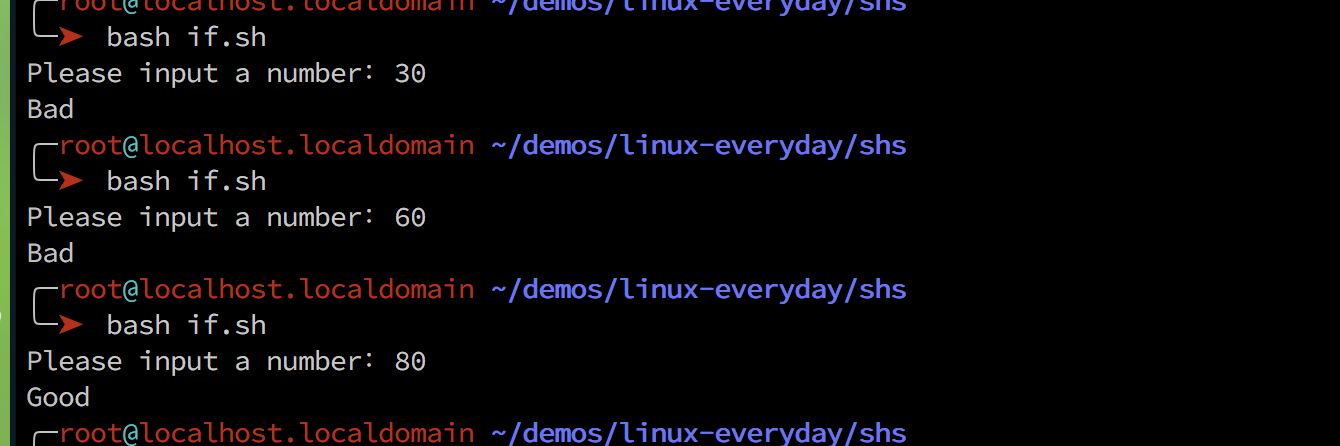 root@localhost.localdomain ~/demos/linux-everyday/shs
➤ bash if.sh
Please input a number: 30
Bad
root@localhost.localdomain ~/demos/linux-everyday/shs
➤ bash if.sh
Please input a number: 60
Bad
root@localhost.localdomain ~/demos/linux-everyday/shs
➤ bash if.sh
Please input a number: 80
Good
root@localhost.localdomain ~/demos/linux-everyday/shs